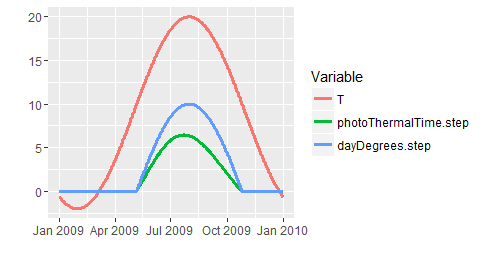 20
15
10
5
0
Jan 2009 Apr 2009 Jul 2009 Oct 2009 Jan 2010
Variable
T
photoThermalTime.step
dayDegrees.step